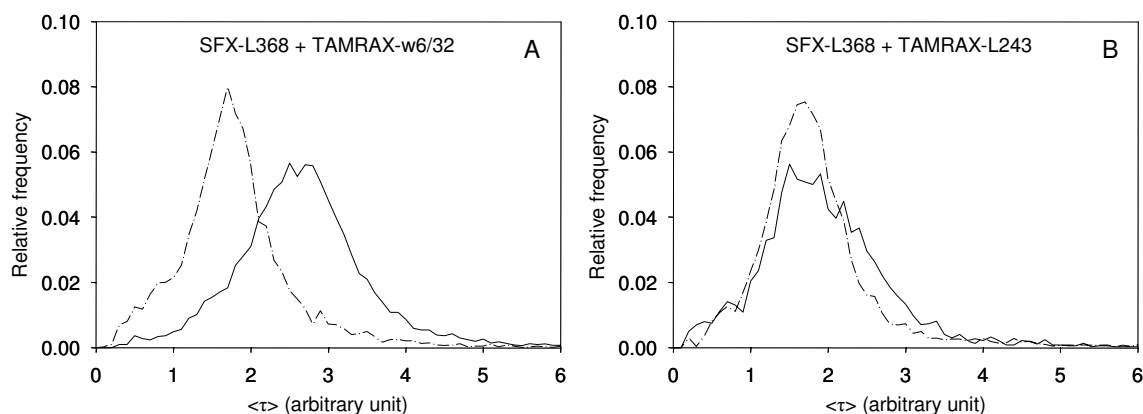 SFX-L368 + TAMRAX-w6/32
A
Relative frequency
0.10
0.08
0.06
0.04
0.02
0.00
0 1 2 3 4 5 6
<τ> (arbitrary unit)
SFX-L368 + TAMRAX-L243
B
Relative frequency
0.10
0.08
0.06
0.04
0.02
0.00
0 1 2 3 4 5 6
<τ> (arbitrary unit)